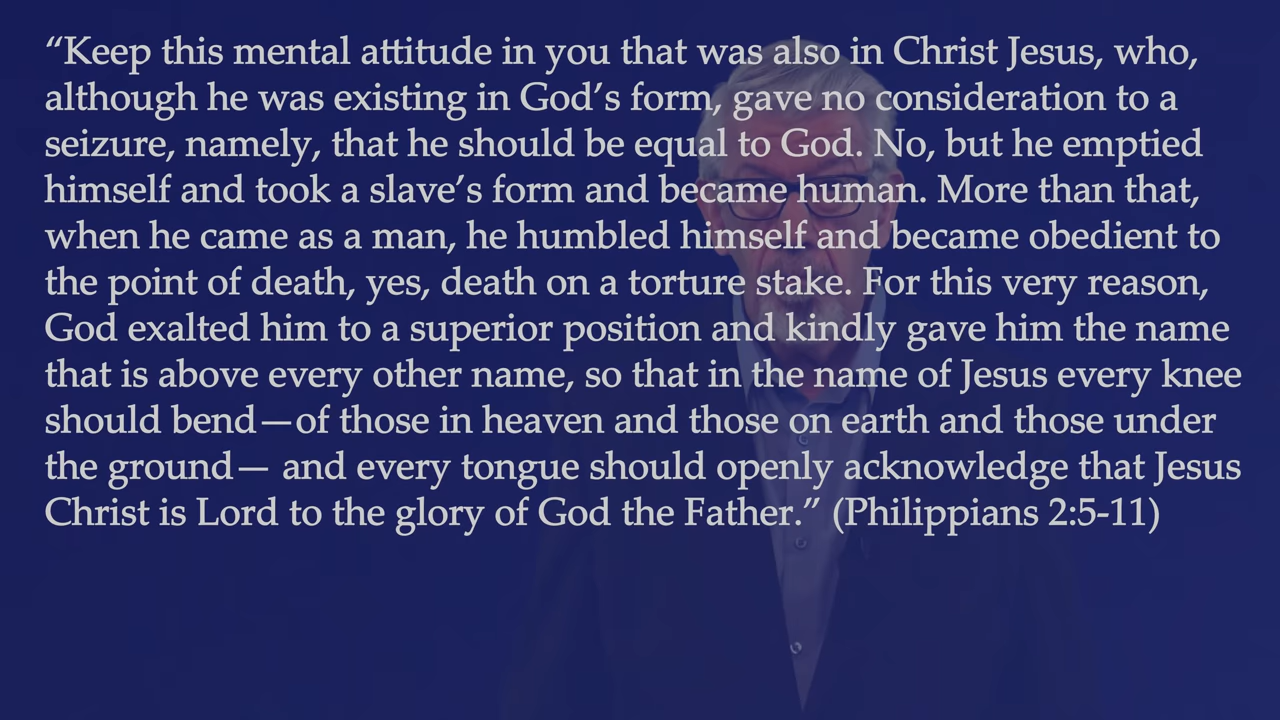 “Keep this mental attitude in you that was also in Christ Jesus, who,
although he was existing in God’s form, gave no consideration to a
seizure, namely, that he should be equal to God. No, but he emptied
himself and took a slave’s form and became human. More than that,
when he came as a man, he humbled himself and became obedient to
the point of death, yes, death on a torture stake. For this very reason,
God exalted him to a superior position and kindly gave him the name
that is above every other name, so that in the name of Jesus every knee
should bend—of those in heaven and those on earth and those under
the ground— and every tongue should openly acknowledge that Jesus
Christ is Lord to the glory of God the Father.” (Philippians 2:5-11)